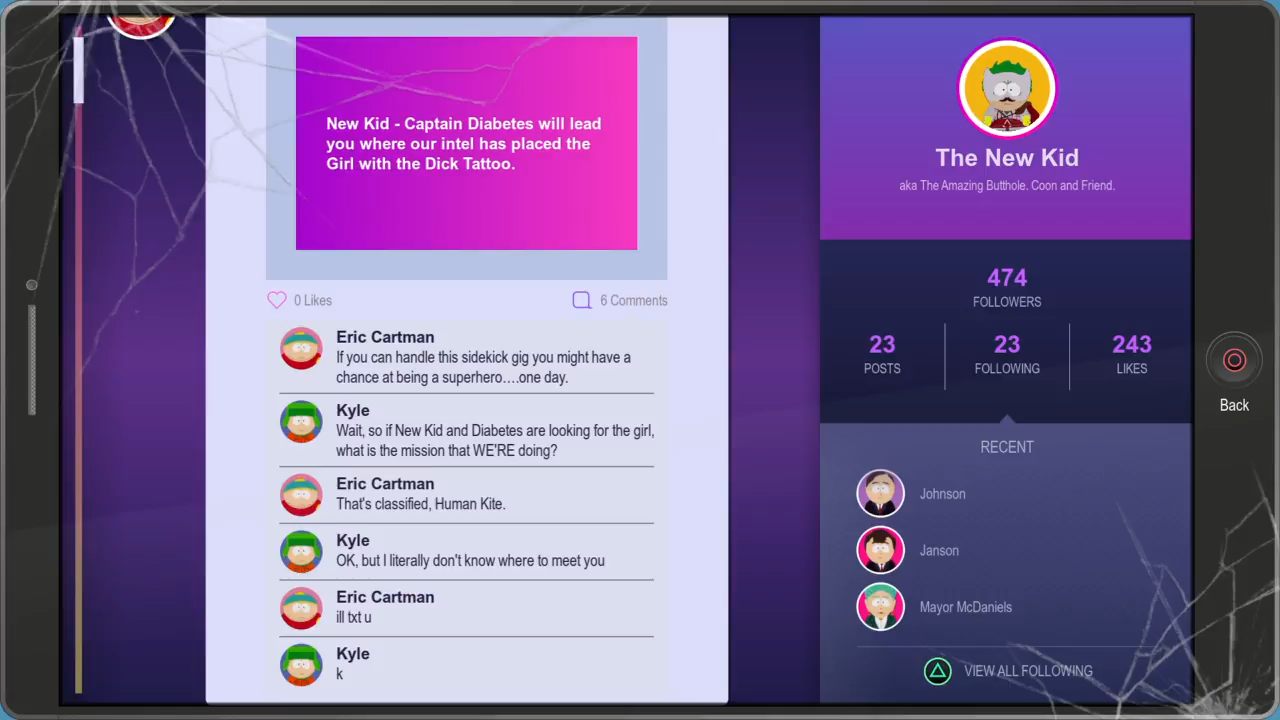 New Kid - Captain Diabetes will lead
you where our intel has placed the
Girl with the Dick Tattoo.
0 Likes
6 Comments
Eric Cartman
If you can handle this sidekick gig you might have a
chance at being a superhero....one day.
Kyle
Wait, so if New Kid and Diabetes are looking for the girl,
what is the mission that WE'RE doing?
Eric Cartman
That's classified, Human Kite.
Kyle
OK, but I literally don't know where to meet you
Eric Cartman
ill txt u
Kyle
k
The New Kid
aka The Amazing Butthole. Coon and Friend.
474
FOLLOWERS
23
POSTS
23
FOLLOWING
243
LIKES
RECENT
Johnson
Janson
Mayor McDaniels
VIEW ALL FOLLOWING
Back